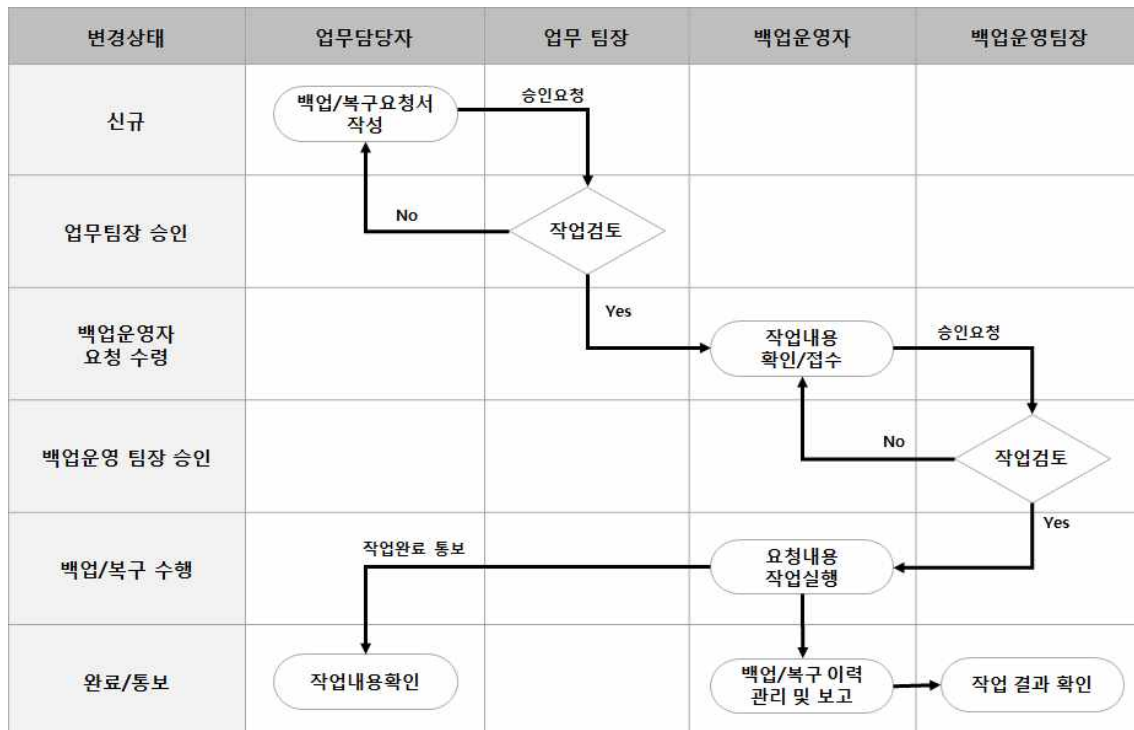 변경상태
업무담당자
업무 팀장
백업운영자
백업운영팀장
신규
백업/복구요청서
작성
승인요청
업무팀장 승인
No
작업검토
백업운영자
요청 수령
Yes
작업내용
확인/접수
승인요청
백업운영 팀장 승인
No
작업검토
백업/복구 수행
작업완료 통보
요청내용
작업실행
Yes
완료/통보
작업내용확인
백업/복구 이력
관리 및 보고
작업 결과 확인